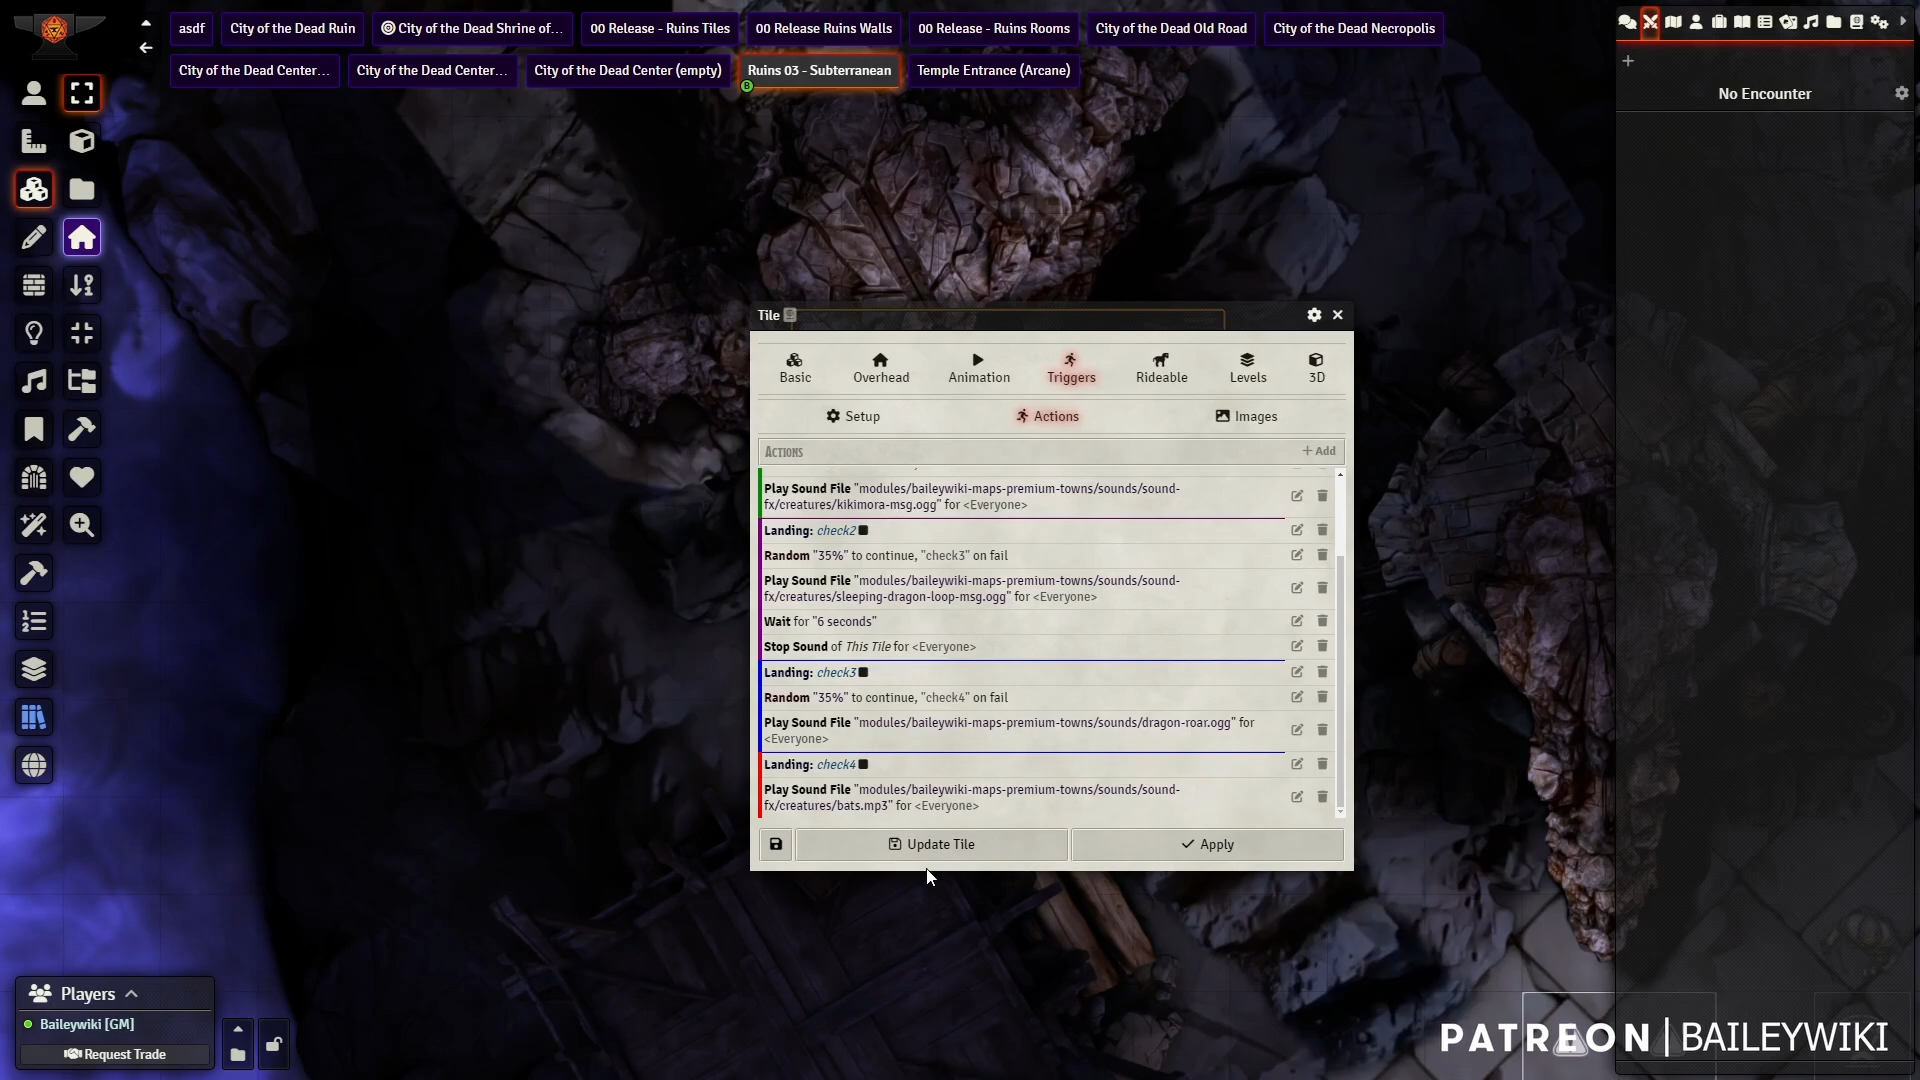 asdf
City of the Dead Ruin
City of the Dead Shrine of...
00 Release - Ruins Tiles
00 Release Ruins Walls
00 Release - Ruins Rooms
City of the Dead Old Road
City of the Dead Necropolis
City of the Dead Center...
City of the Dead Center...
City of the Dead Center (empty)
Ruins 03 - Subterranean
B
Temple Entrance (Arcane)
No Encounter
Tile
Basic
Overhead
Animation
Triggers
Rideable
Levels
3D
Setup
Actions
Images
ACTIONS
+ Add
Play Sound File "modules/baileywiki-maps-premium-towns/sounds/sound-
fx/creatures/kikimora-msg.ogg" for <Everyone>
Landing: check2
Random "35%" to continue, "check3" on fail
Play Sound File "modules/baileywiki-maps-premium-towns/sounds/sound-
fx/creatures/sleeping-dragon-loop-msg.ogg" for <Everyone>
Wait for "6 seconds"
Stop Sound of This Tile for <Everyone>
Landing: check3
Random "35%" to continue, "check4" on fail
Play Sound File "modules/baileywiki-maps-premium-towns/sounds/dragon-roar.ogg" for
<Everyone>
Landing: check4
Play Sound File "modules/baileywiki-maps-premium-towns/sounds/sound-
fx/creatures/bats.mp3" for <Everyone>
Update Tile
Apply
Players
Baileywiki [GM]
Request Trade
PATREON | BAILEYWIKI